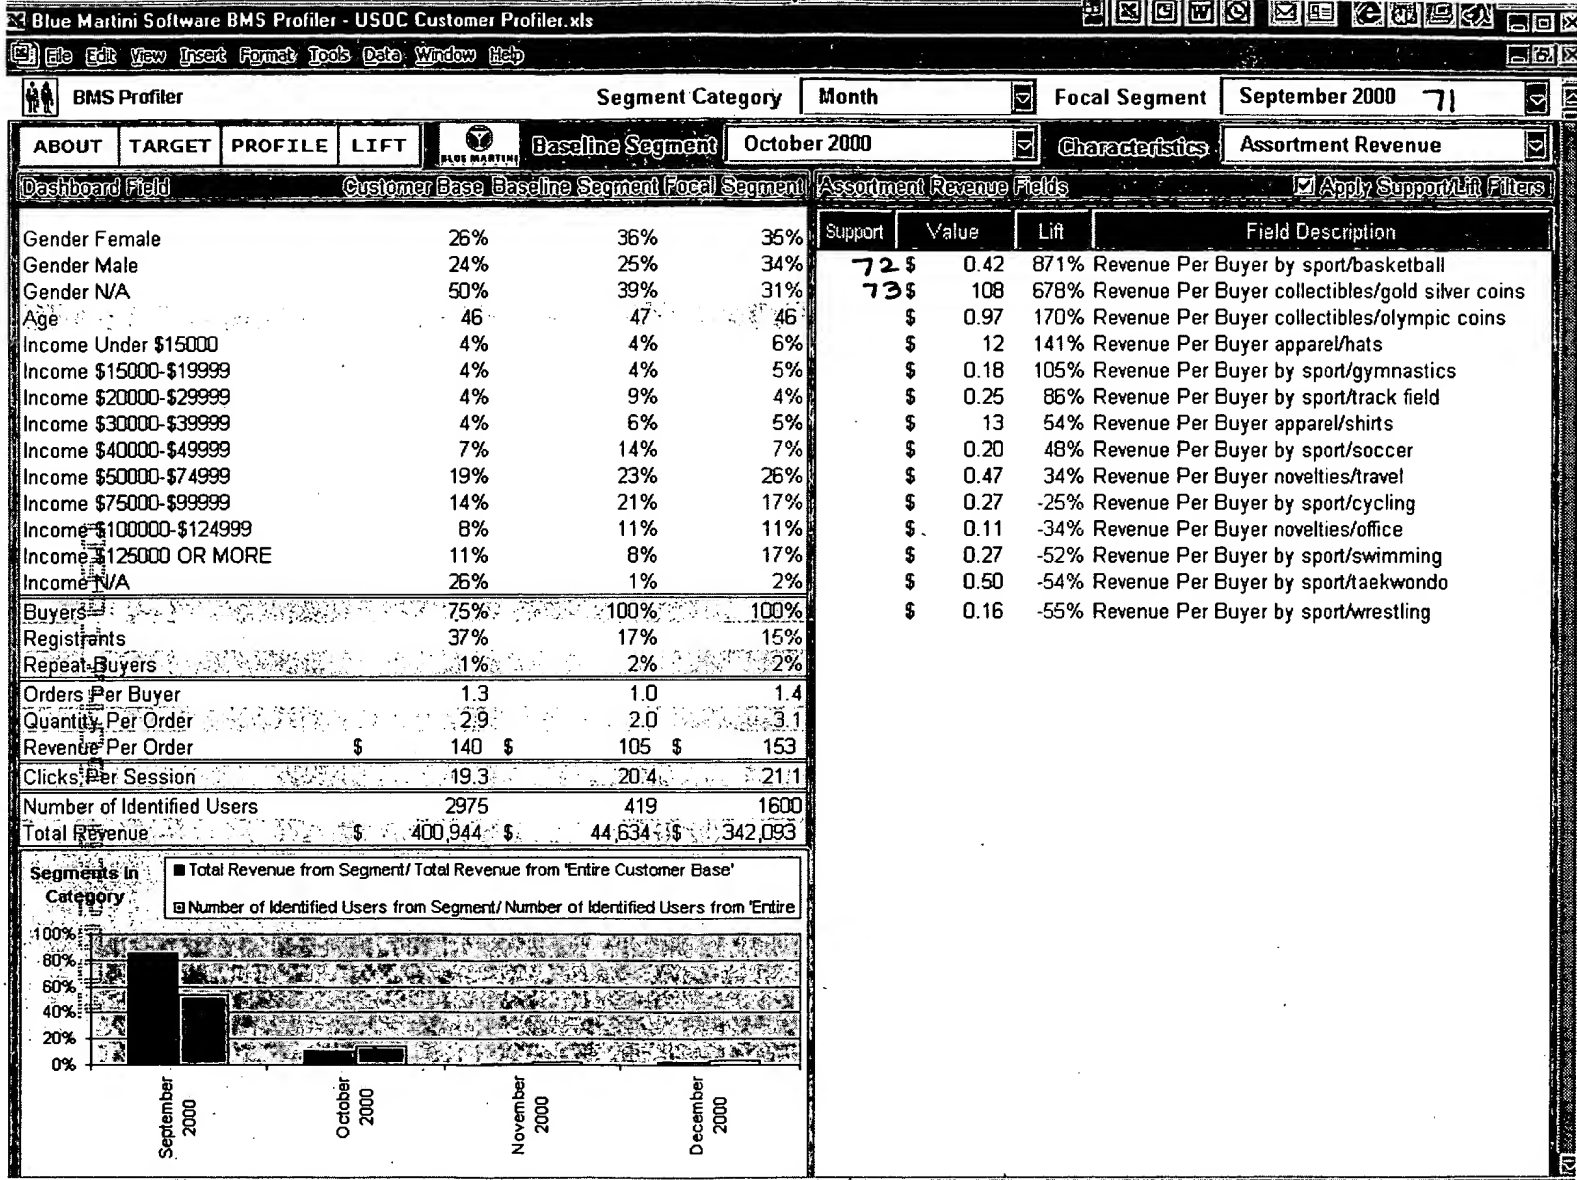 Blue Martini Software BMS Profiler - USOC Customer Profiler.xls
File Edit View Insert Format Tools Data Window Help
BMS Profiler Segment Category Month Focal Segment September 2000 71
ABOUT TARGET PROFILE LIFT BLUE MARTINI Baseline Segment October 2000 Characteristics Assortment Revenue
Dashboard Field Customer Base Baseline Segment Focal Segment
Gender Female 26% 36% 35%
Gender Male 24% 25% 34%
Gender N/A 50% 39% 31%
Age 46 47 46
Income Under $15000 4% 4% 6%
Income $15000-$19999 4% 4% 5%
Income $20000-$29999 4% 9% 4%
Income $30000-$39999 4% 6% 5%
Income $40000-$49999 7% 14% 7%
Income $50000-$74999 19% 23% 26%
Income $75000-$99999 14% 21% 17%
Income $100000-$124999 8% 11% 11%
Income $125000 OR MORE 11% 8% 17%
Income N/A 26% 1% 2%
Buyers 75% 100% 100%
Registrants 37% 17% 15%
Repeat Buyers 1% 2% 2%
Orders Per Buyer 1.3 1.0 1.4
Quantity Per Order 2.9 2.0 3.1
Revenue Per Order $ 140 $ 105 $ 153
Clicks Per Session 19.3 20.4 21.1
Number of Identified Users 2975 419 1600
Total Revenue $ 400,944 $ 44,634 $ 342,093
Segments in Category
Total Revenue from Segment/ Total Revenue from 'Entire Customer Base'
Number of Identified Users from Segment/ Number of Identified Users from 'Entire
100%
80%
60%
40%
20%
0%
September 2000
October 2000
November 2000
December 2000
Assortment Revenue Fields Apply Support/Lift Filters
Support Value Lift Field Description
72 $ 0.42 871% Revenue Per Buyer by sport/basketball
73 $ 108 678% Revenue Per Buyer collectibles/gold silver coins
$ 0.97 170% Revenue Per Buyer collectibles/olympic coins
$ 12 141% Revenue Per Buyer apparel/hats
$ 0.18 105% Revenue Per Buyer by sport/gymnastics
$ 0.25 86% Revenue Per Buyer by sport/track field
$ 13 54% Revenue Per Buyer apparel/shirts
$ 0.20 48% Revenue Per Buyer by sport/soccer
$ 0.47 34% Revenue Per Buyer novelties/travel
$ 0.27 -25% Revenue Per Buyer by sport/cycling
$ 0.11 -34% Revenue Per Buyer novelties/office
$ 0.27 -52% Revenue Per Buyer by sport/swimming
$ 0.50 -54% Revenue Per Buyer by sport/taekwondo
$ 0.16 -55% Revenue Per Buyer by sport/wrestling